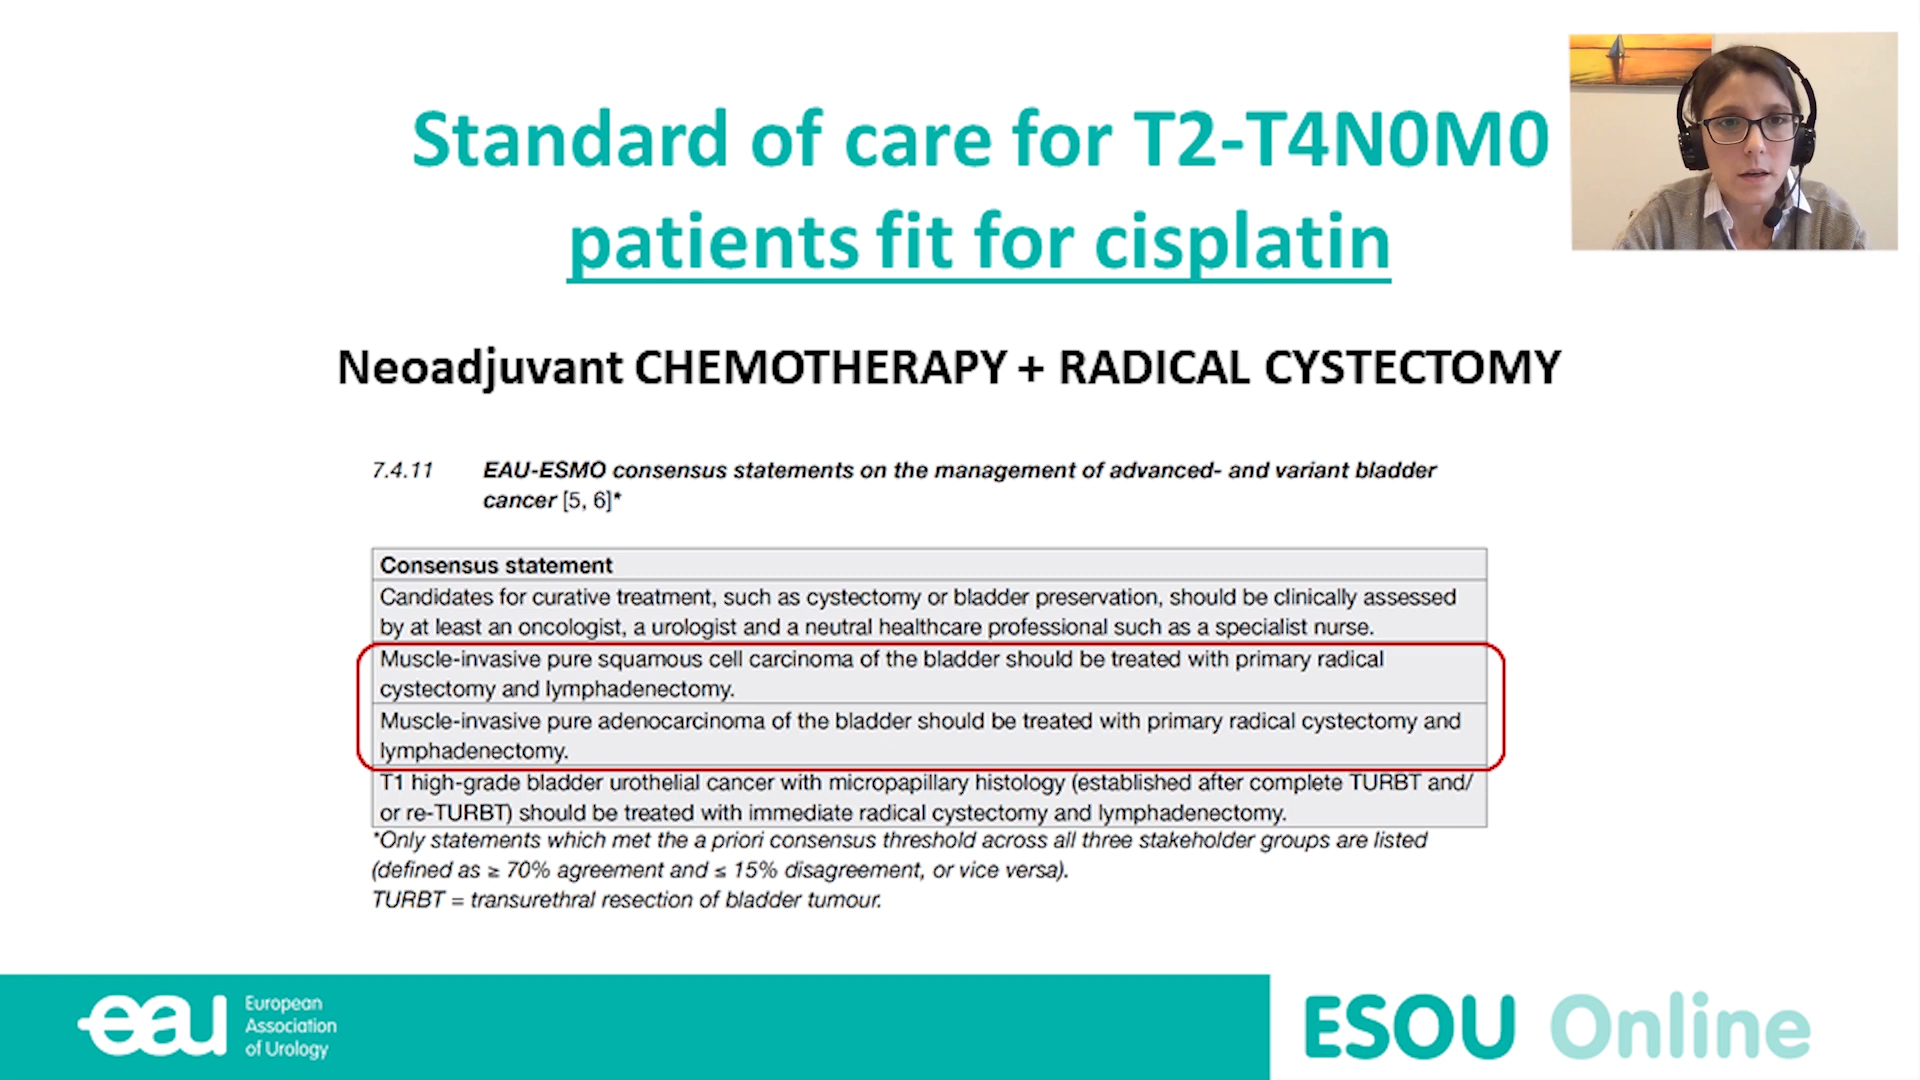 Standard of care for T2-T4N0M0
patients fit for cisplatin
Neoadjuvant CHEMOTHERAPY + RADICAL CYSTECTOMY
7.4.11 EAU-ESMO consensus statements on the management of advanced- and variant bladder
cancer [5, 6]*
Consensus statement
Candidates for curative treatment, such as cystectomy or bladder preservation, should be clinically assessed
by at least an oncologist, a urologist and a neutral healthcare professional such as a specialist nurse.
Muscle-invasive pure squamous cell carcinoma of the bladder should be treated with primary radical
cystectomy and lymphadenectomy.
Muscle-invasive pure adenocarcinoma of the bladder should be treated with primary radical cystectomy and
lymphadenectomy.
T1 high-grade bladder urothelial cancer with micropapillary histology (established after complete TURBT and/
or re-TURBT) should be treated with immediate radical cystectomy and lymphadenectomy.
*Only statements which met the a priori consensus threshold across all three stakeholder groups are listed
(defined as ≥ 70% agreement and ≤ 15% disagreement, or vice versa).
TURBT = transurethral resection of bladder tumour.
eau
European
Association
of Urology
ESOU Online